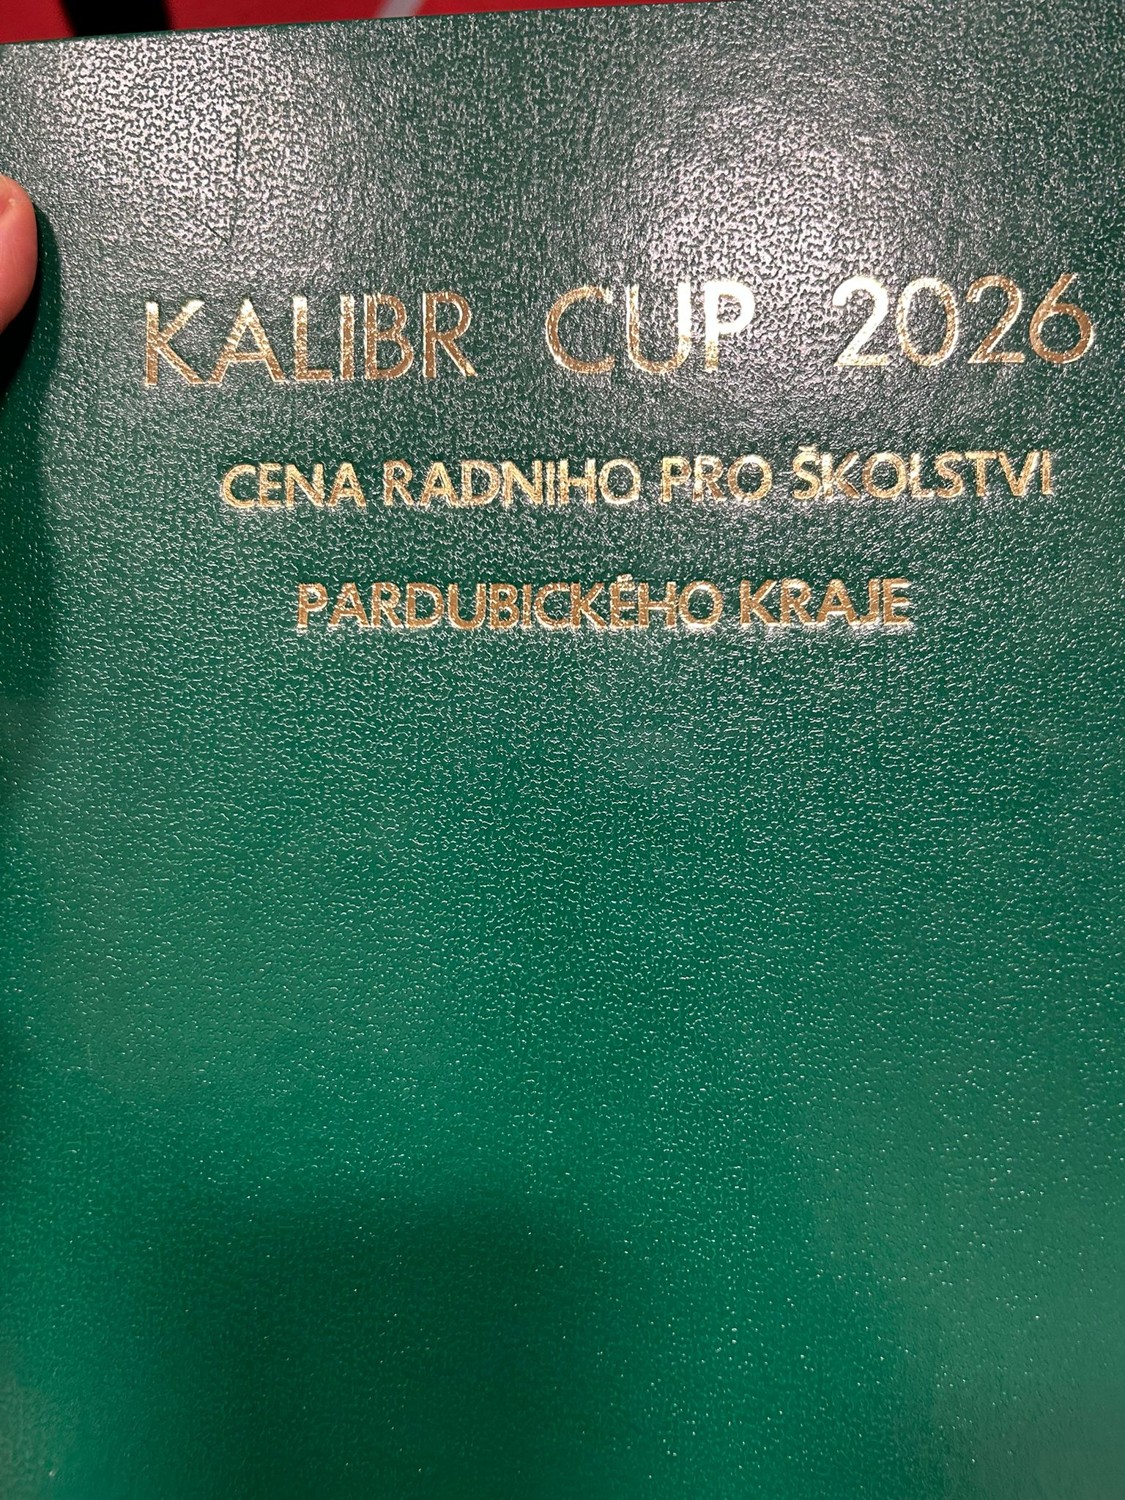 KALIBR CUP 2026
CENA RADNIHO PRO ŠKOLSTVI
PARDUBICKÉHO KRAJE